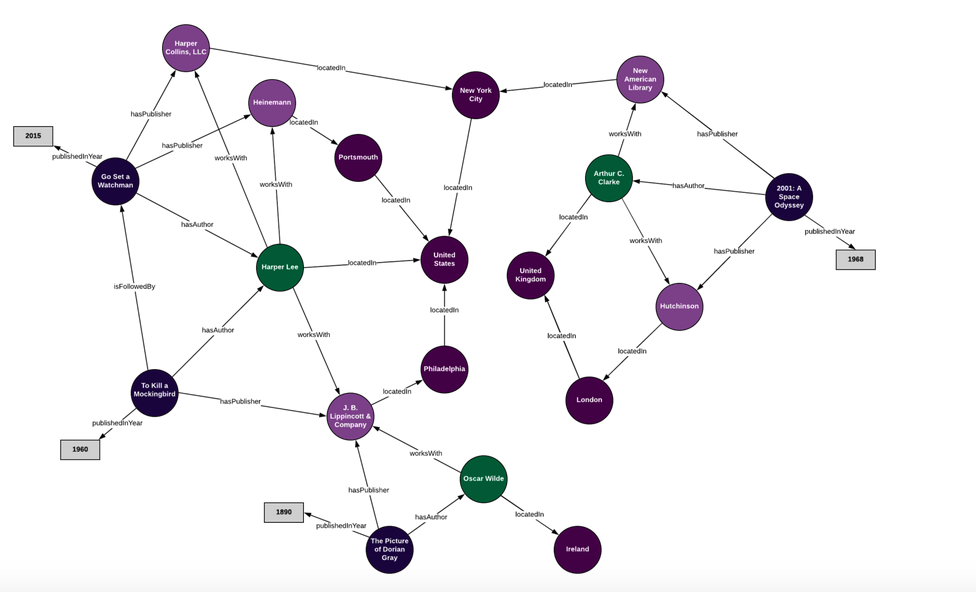 Harper
Collins, LLC
locatedIn
New York
City
locatedIn
New
American
Library
Heinemann
locatedIn
hasPublisher
2015
publishedInYear
hasPublisher
worksWith
Portsmouth
worksWith
hasPublisher
Go Set a
Watchman
worksWith
locatedIn
locatedIn
Arthur C.
Clarke
hasAuthor
2001: A
Space
Odyssey
hasAuthor
locatedIn
publishedInYear
1968
worksWith
hasPublisher
Harper Lee
locatedIn
United
States
United
Kingdom
isFollowedBy
locatedIn
Hutchinson
hasAuthor
worksWith
locatedIn
locatedIn
Philadelphia
To Kill a
Mockingbird
hasPublisher
locatedIn
London
publishedInYear
J. B.
Lippincott &
Company
1960
worksWith
Oscar Wilde
hasPublisher
1890
publishedInYear
hasAuthor
locatedIn
The Picture
of Dorian
Gray
Ireland